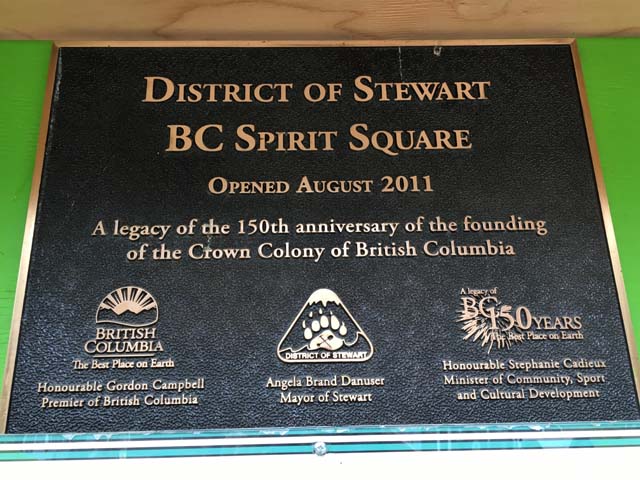 DISTRICT OF STEWART
BC SPIRIT SQUARE
OPENED AUGUST 2011
A legacy of the 150th anniversary of the founding
of the Crown Colony of British Columbia
BRITISH
COLUMBIA
The Best Place on Earth
Honourable Gordon Campbell
Premier of British Columbia
DISTRICT OF STEWART
Angela Brand Danuser
Mayor of Stewart
A legacy of
BC150YEARS
The Best Place on Earth
Honourable Stephanie Cadieux
Minister of Community, Sport
and Cultural Development